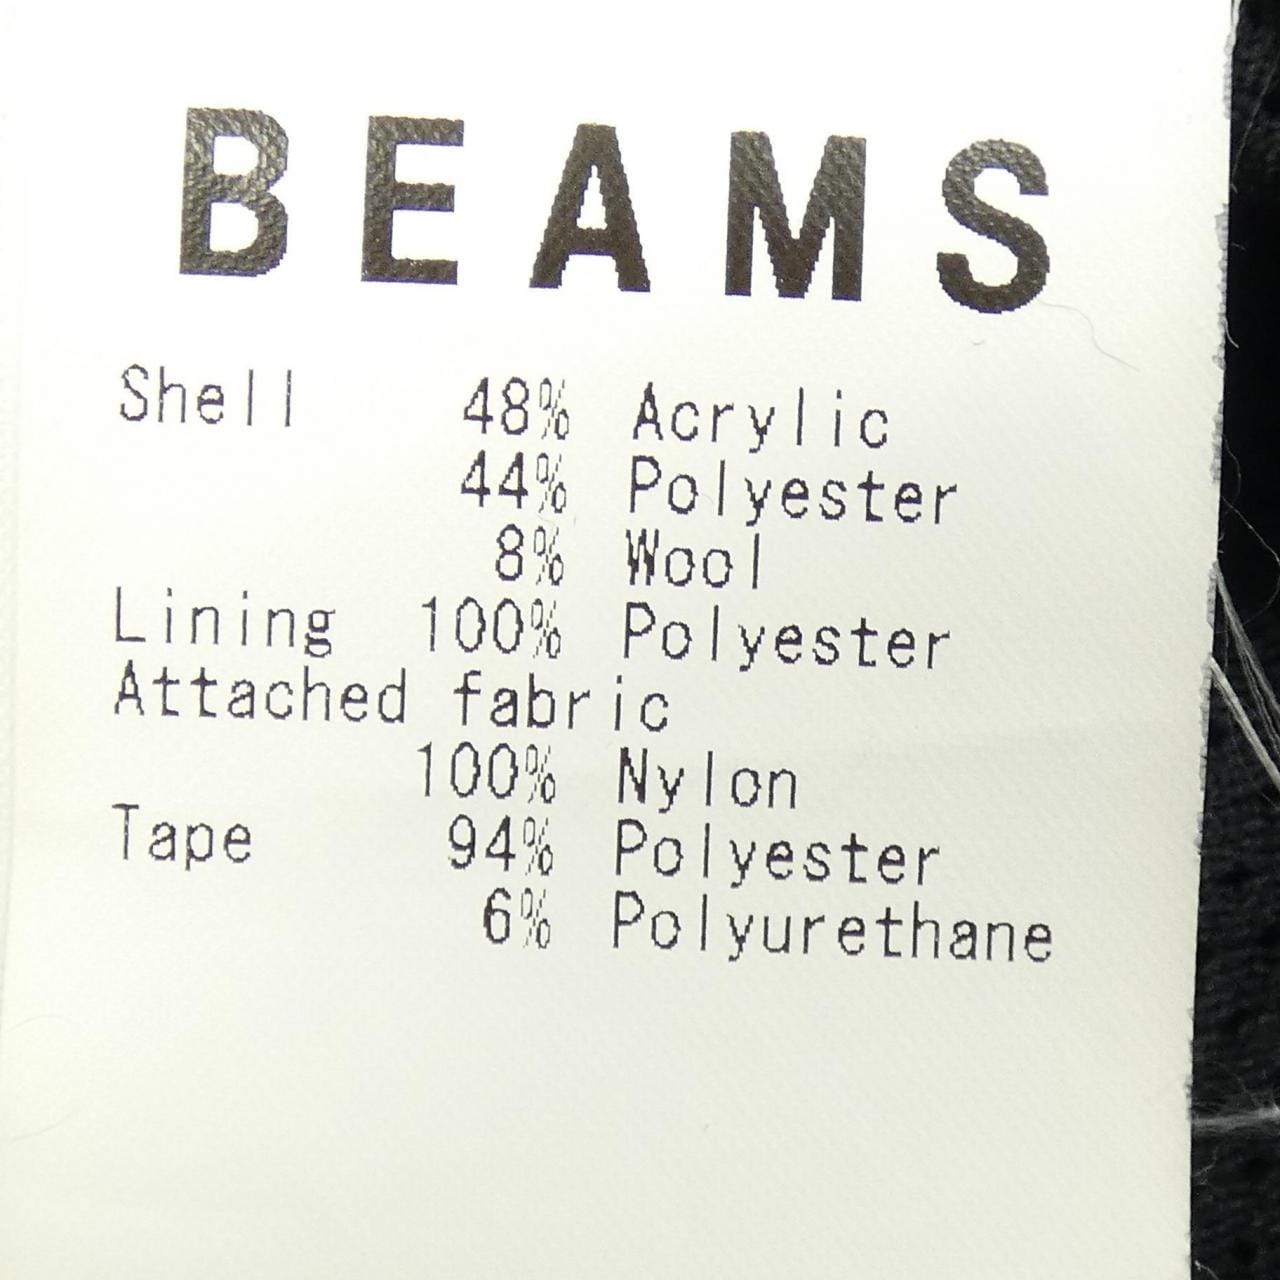 BEAMS
Shell 48% Acrylic
44% Polyester
8% Wool
Lining 100% Polyester
Attached fabric
100% Nylon
Tape 94% Polyester
6% Polyurethane